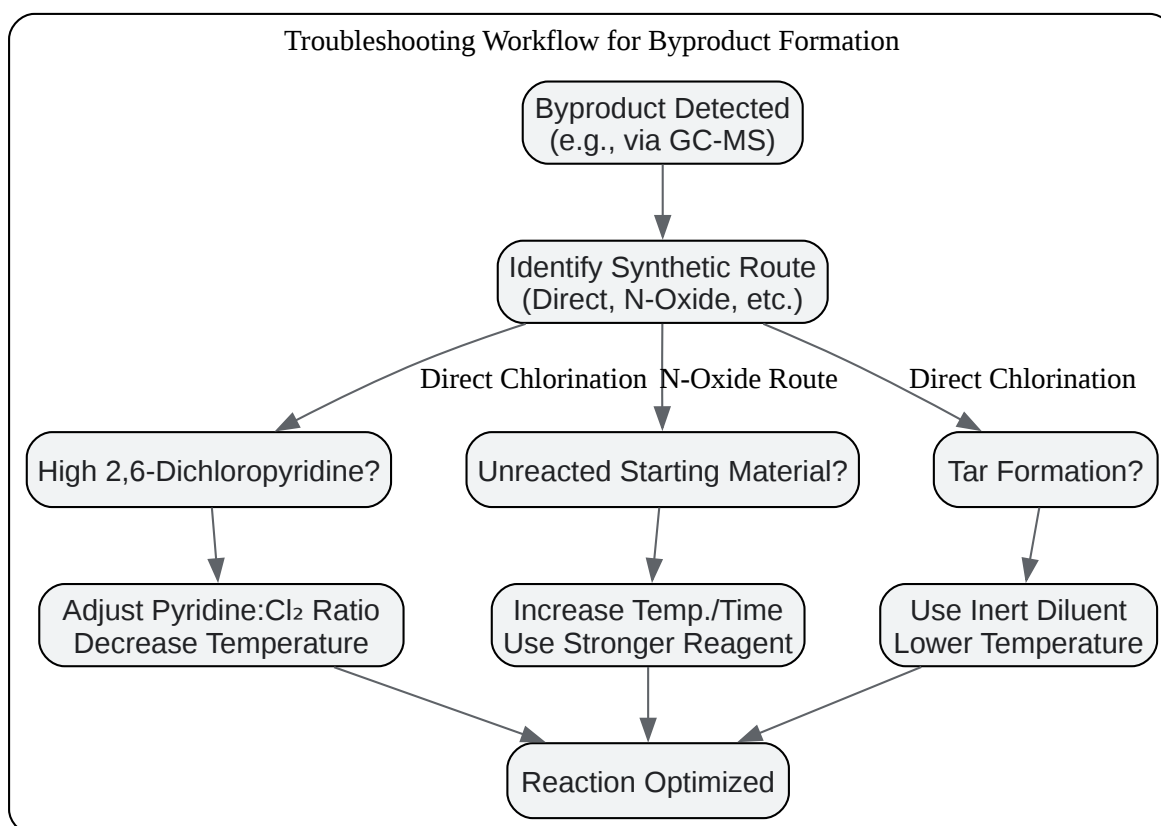 Troubleshooting Workflow for Byproduct Formation
Byproduct Detected
(e.g., via GC-MS)
Identify Synthetic Route
(Direct, N-Oxide, etc.)
Direct Chlorination
N-Oxide Route
Direct Chlorination
High 2,6-Dichloropyridine?
Unreacted Starting Material?
Tar Formation?
Adjust Pyridine:Cl₂ Ratio
Decrease Temperature
Increase Temp./Time
Use Stronger Reagent
Use Inert Diluent
Lower Temperature
Reaction Optimized